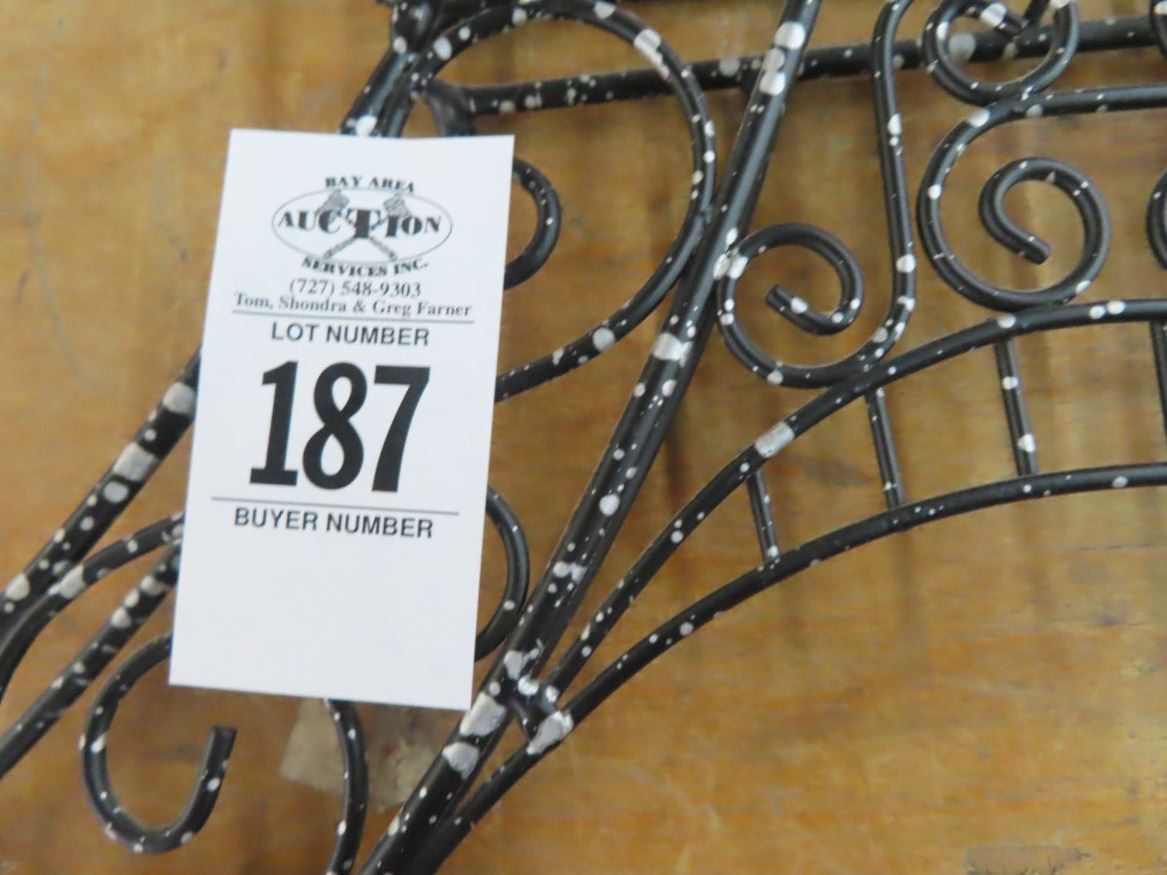 BAY AREA
AUCTION
SERVICES INC.
(727) 548-9303
Tom, Shondra & Greg Farner
LOT NUMBER
187
BUYER NUMBER